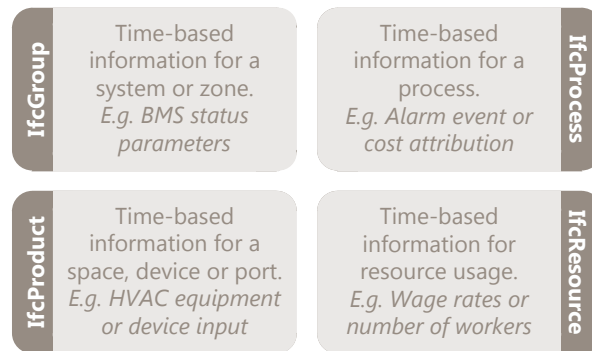 IfcGroup
Time-based
information for a
system or zone.
E.g. BMS status
parameters
Time-based
information for a
process.
E.g. Alarm event or
cost attribution
IfcProcess
IfcProduct
Time-based
information for a
space, device or port.
E.g. HVAC equipment
or device input
Time-based
information for
resource usage.
E.g. Wage rates or
number of workers
IfcResource